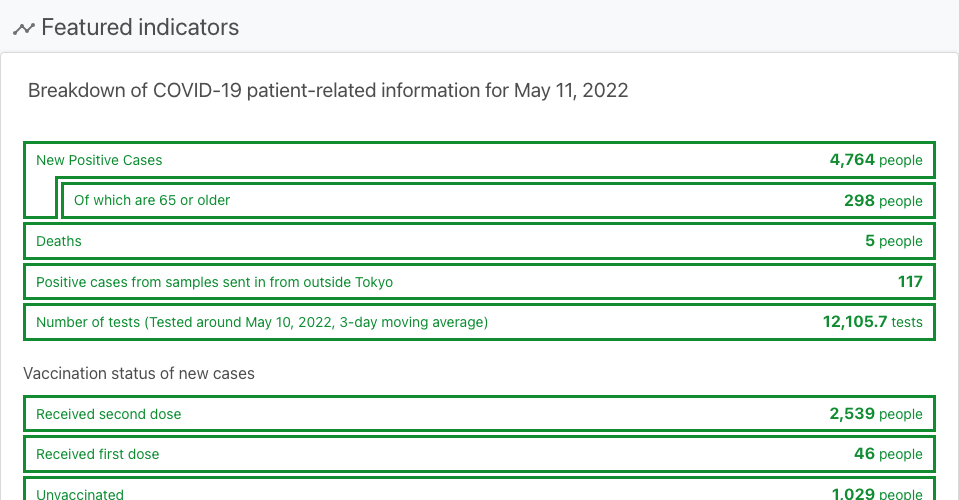 Featured indicators
Breakdown of COVID-19 patient-related information for May 11, 2022
New Positive Cases 4,764 people
Of which are 65 or older 298 people
Deaths 5 people
Positive cases from samples sent in from outside Tokyo 117
Number of tests (Tested around May 10, 2022, 3-day moving average) 12,105.7 tests
Vaccination status of new cases
Received second dose 2,539 people
Received first dose 46 people
Unvaccinated 1,029 people